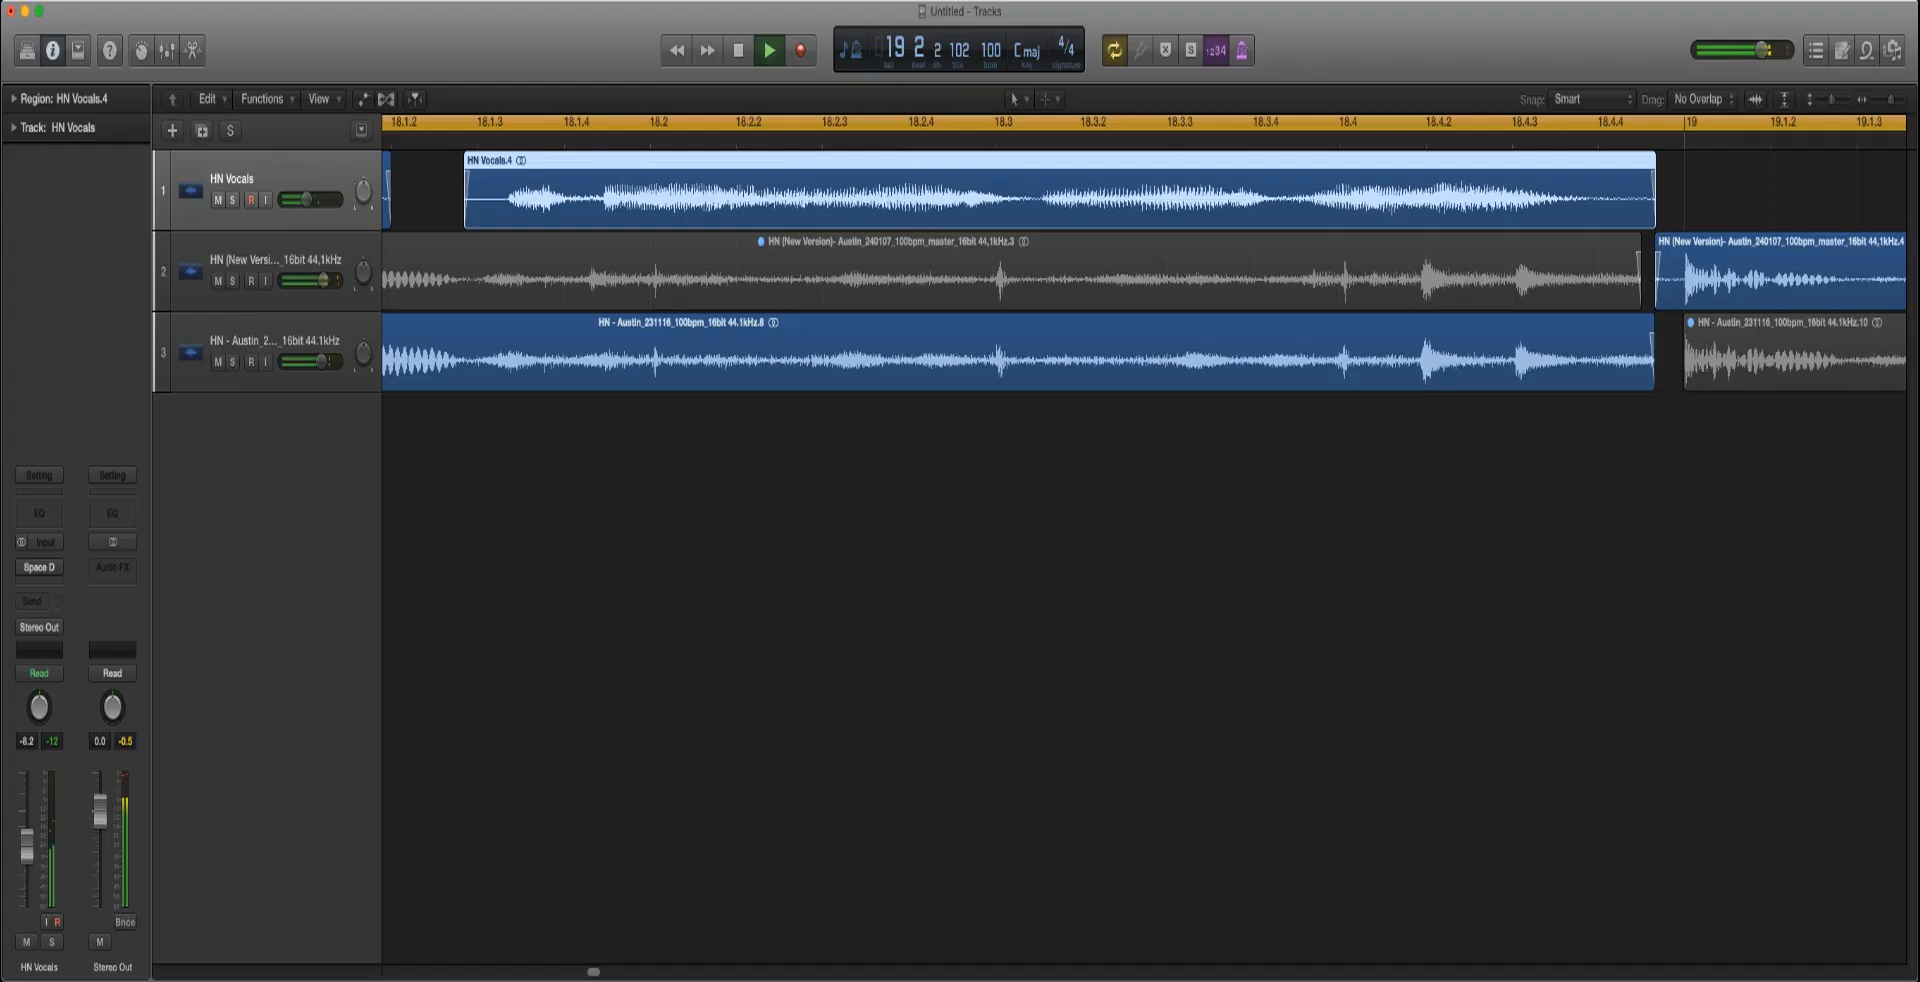 Untitled - Tracks
19 2 2 102 100 C maj 4/4
bar beat div tick bpm key signature
S 1234
Region: HN Vocals.4
Edit Functions View
Snap: Smart Drag: No Overlap
Track: HN Vocals
S
18.1.2 18.1.3 18.1.4 18.2 18.2.2 18.2.3 18.2.4 18.3 18.3.2 18.3.3 18.3.4 18.4 18.4.2 18.4.3 18.4.4 19 19.1.2 19.1.3
1 HN Vocals
M S R I
HN Vocals.4
2 HN (New Versi..._16bit 44,1kHz
M S R I
HN (New Version)- Austin_240107_100bpm_master_16bit 44,1kHz.3
HN (New Version)- Austin_240107_100bpm_master_16bit 44,1kHz.4
3 HN - Austin_2..._16bit 44.1kHz
M S R I
HN - Austin_231116_100bpm_16bit 44.1kHz.8
HN - Austin_231116_100bpm_16bit 44.1kHz.10
Setting Setting
EQ EQ
Input
Space D Audio FX
Send
Stereo Out
Read Read
-8.2 -12 0.0 -0.5
I R Bnce
M S M
HN Vocals Stereo Out